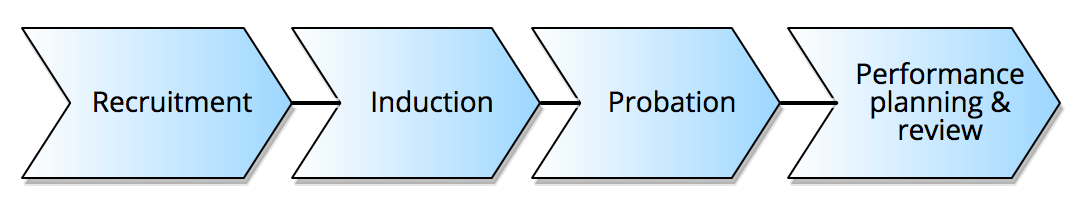 Recruitment
Induction
Probation
Performance
planning &
review